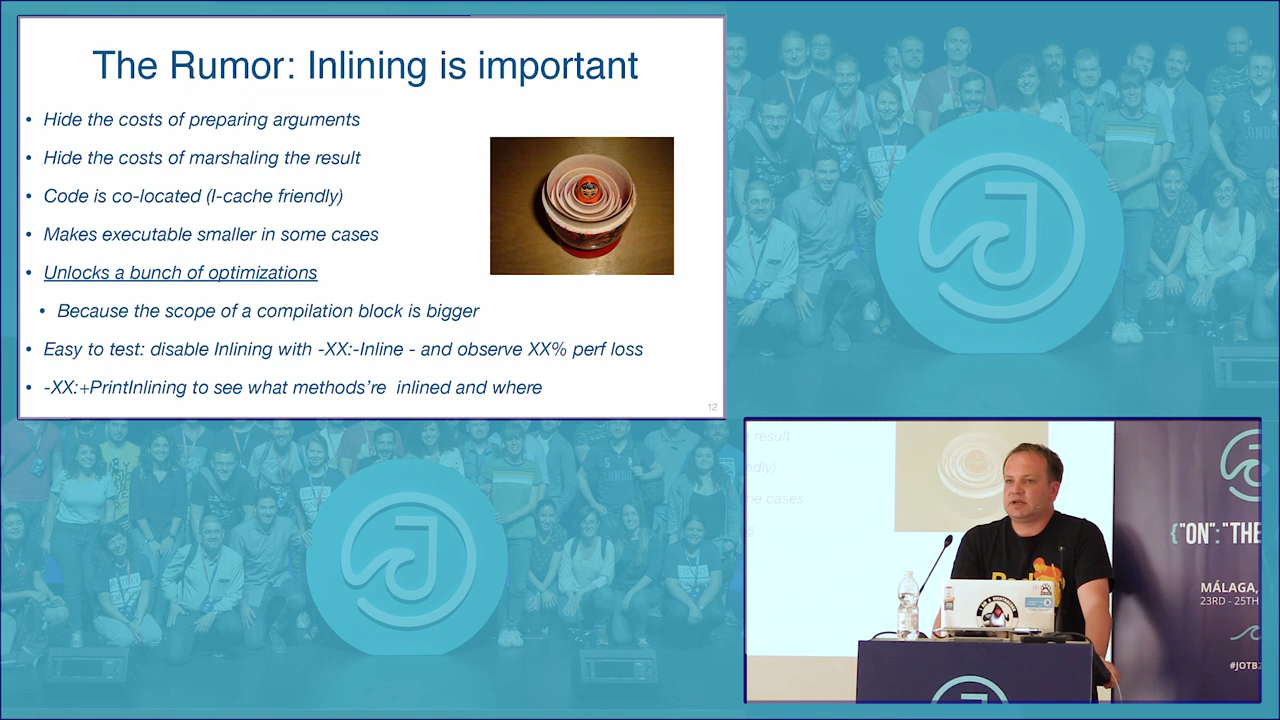 The Rumor: Inlining is important
• Hide the costs of preparing arguments
• Hide the costs of marshaling the result
• Code is co-located (I-cache friendly)
• Makes executable smaller in some cases
• Unlocks a bunch of optimizations
• Because the scope of a compilation block is bigger
• Easy to test: disable Inlining with -XX:-Inline - and observe XX% perf loss
• -XX:+PrintInlining to see what methods're inlined and where
12
result
ndly)
me cases
{"ON":"THE
MÁLAGA,
23RD - 25TH
#JOTB